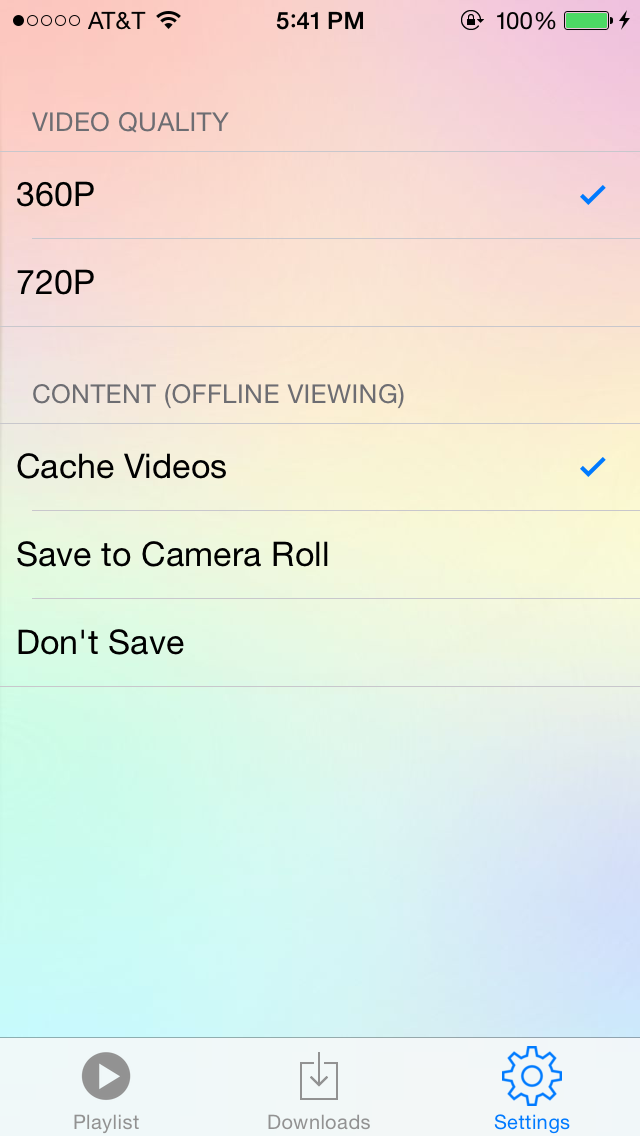 AT&T 5:41 PM 100%
VIDEO QUALITY
360P
720P
CONTENT (OFFLINE VIEWING)
Cache Videos
Save to Camera Roll
Don't Save
Playlist Downloads Settings